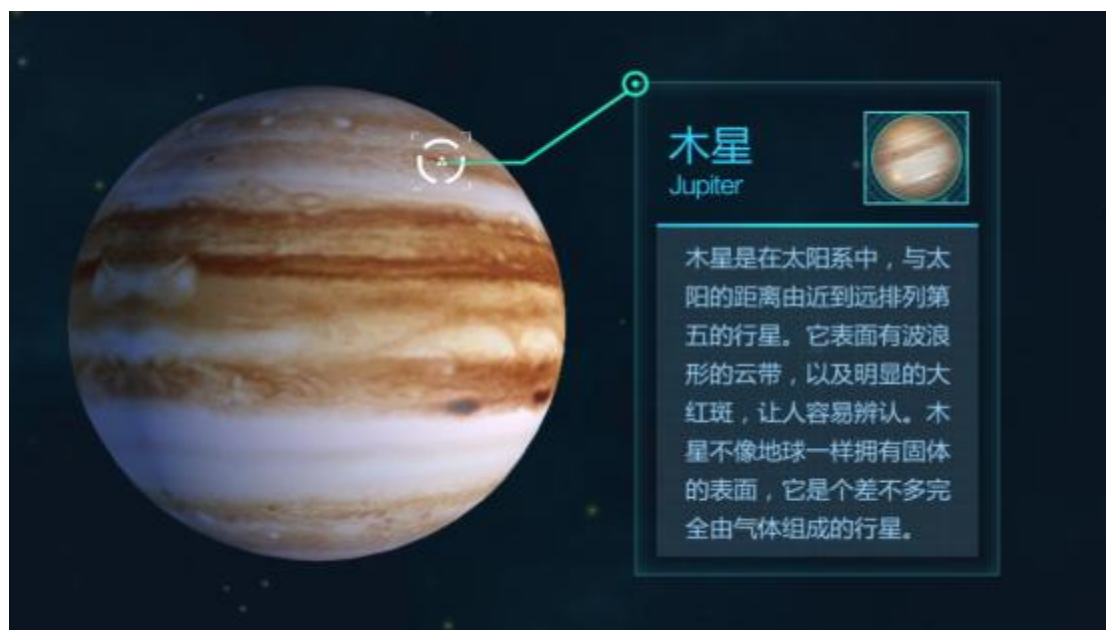 木星
Jupiter
木星是在太阳系中，与太
阳的距离由近到远排列第
五的行星。它表面有波浪
形的云带，以及明显的大
红斑，让人容易辨认。木
星不像地球一样拥有固体
的表面，它是个差不多完
全由气体组成的行星。